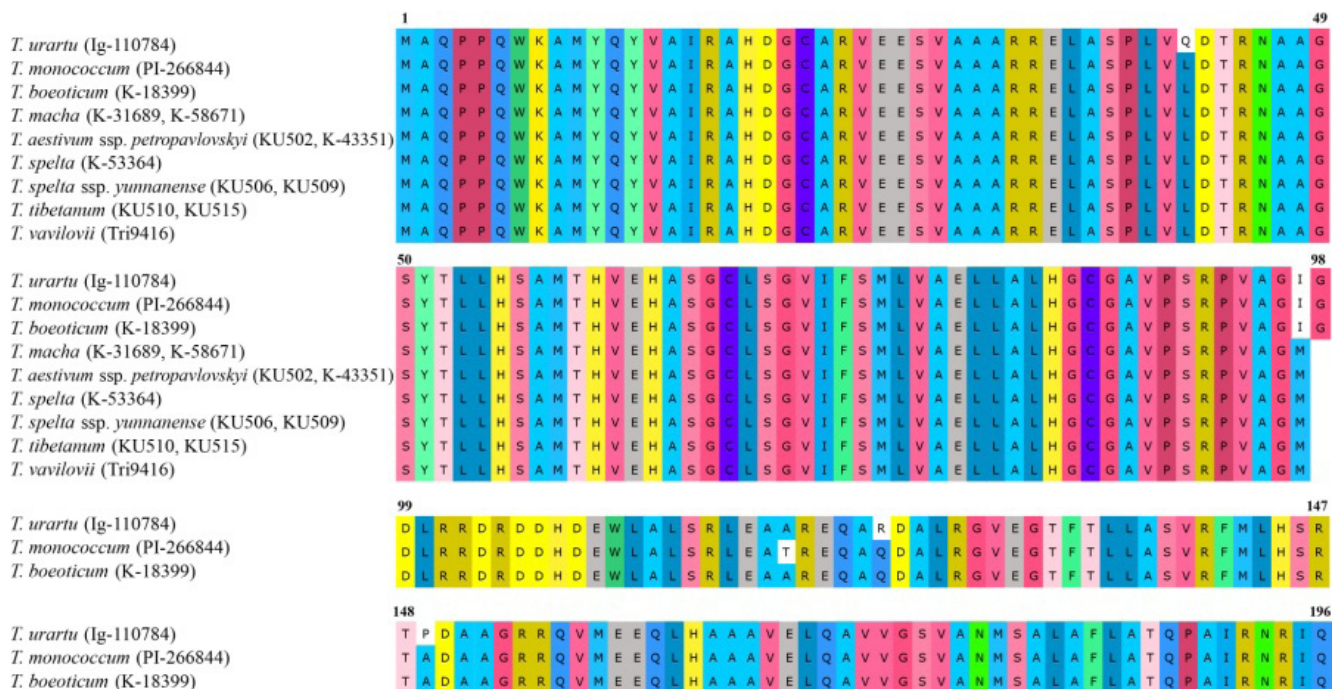 1 49
T. urartu (Ig-110784) M A Q P P Q W K A M Y Q Y V A I R A H D G C A R V E E S V A A A R R E L A S P L V Q D T R N A A G
T. monococcum (PI-266844) M A Q P P Q W K A M Y Q Y V A I R A H D G C A R V E E S V A A A R R E L A S P L V L D T R N A A G
T. boeoticum (K-18399) M A Q P P Q W K A M Y Q Y V A I R A H D G C A R V E E S V A A A R R E L A S P L V L D T R N A A G
T. macha (K-31689, K-58671) M A Q P P Q W K A M Y Q Y V A I R A H D G C A R V E E S V A A A R R E L A S P L V L D T R N A A G
T. aestivum ssp. petropavlovskyi (KU502, K-43351) M A Q P P Q W K A M Y Q Y V A I R A H D G C A R V E E S V A A A R R E L A S P L V L D T R N A A G
T. spelta (K-53364) M A Q P P Q W K A M Y Q Y V A I R A H D G C A R V E E S V A A A R R E L A S P L V L D T R N A A G
T. spelta ssp. yunnanense (KU506, KU509) M A Q P P Q W K A M Y Q Y V A I R A H D G C A R V E E S V A A A R R E L A S P L V L D T R N A A G
T. tibetanum (KU510, KU515) M A Q P P Q W K A M Y Q Y V A I R A H D G C A R V E E S V A A A R R E L A S P L V L D T R N A A G
T. vavilovii (Tri9416) M A Q P P Q W K A M Y Q Y V A I R A H D G C A R V E E S V A A A R R E L A S P L V L D T R N A A G
50 98
T. urartu (Ig-110784) S Y T L L H S A M T H V E H A S G C L S G V I F S M L V A E L L A L H G C G A V P S R P V A G I G
T. monococcum (PI-266844) S Y T L L H S A M T H V E H A S G C L S G V I F S M L V A E L L A L H G C G A V P S R P V A G I G
T. boeoticum (K-18399) S Y T L L H S A M T H V E H A S G C L S G V I F S M L V A E L L A L H G C G A V P S R P V A G I G
T. macha (K-31689, K-58671) S Y T L L H S A M T H V E H A S G C L S G V I F S M L V A E L L A L H G C G A V P S R P V A G M
T. aestivum ssp. petropavlovskyi (KU502, K-43351) S Y T L L H S A M T H V E H A S G C L S G V I F S M L V A E L L A L H G C G A V P S R P V A G M
T. spelta (K-53364) S Y T L L H S A M T H V E H A S G C L S G V I F S M L V A E L L A L H G C G A V P S R P V A G M
T. spelta ssp. yunnanense (KU506, KU509) S Y T L L H S A M T H V E H A S G C L S G V I F S M L V A E L L A L H G C G A V P S R P V A G M
T. tibetanum (KU510, KU515) S Y T L L H S A M T H V E H A S G C L S G V I F S M L V A E L L A L H G C G A V P S R P V A G M
T. vavilovii (Tri9416) S Y T L L H S A M T H V E H A S G C L S G V I F S M L V A E L L A L H G C G A V P S R P V A G M
99 147
T. urartu (Ig-110784) D L R R D R D D H D E W L A L S R L E A A R E Q A R D A L R G V E G T F T L L A S V R F M L H S R
T. monococcum (PI-266844) D L R R D R D D H D E W L A L S R L E A T R E Q A Q D A L R G V E G T F T L L A S V R F M L H S R
T. boeoticum (K-18399) D L R R D R D D H D E W L A L S R L E A A R E Q A Q D A L R G V E G T F T L L A S V R F M L H S R
148 196
T. urartu (Ig-110784) T P D A A G R R Q V M E E Q L H A A A V E L Q A V V G S V A N M S A L A F L A T Q P A I R N R I Q
T. monococcum (PI-266844) T A D A A G R R Q V M E E Q L H A A A V E L Q A V V G S V A N M S A L A F L A T Q P A I R N R I Q
T. boeoticum (K-18399) T A D A A G R R Q V M E E Q L H A A A V E L Q A V V G S V A N M S A L A F L A T Q P A I R N R I Q